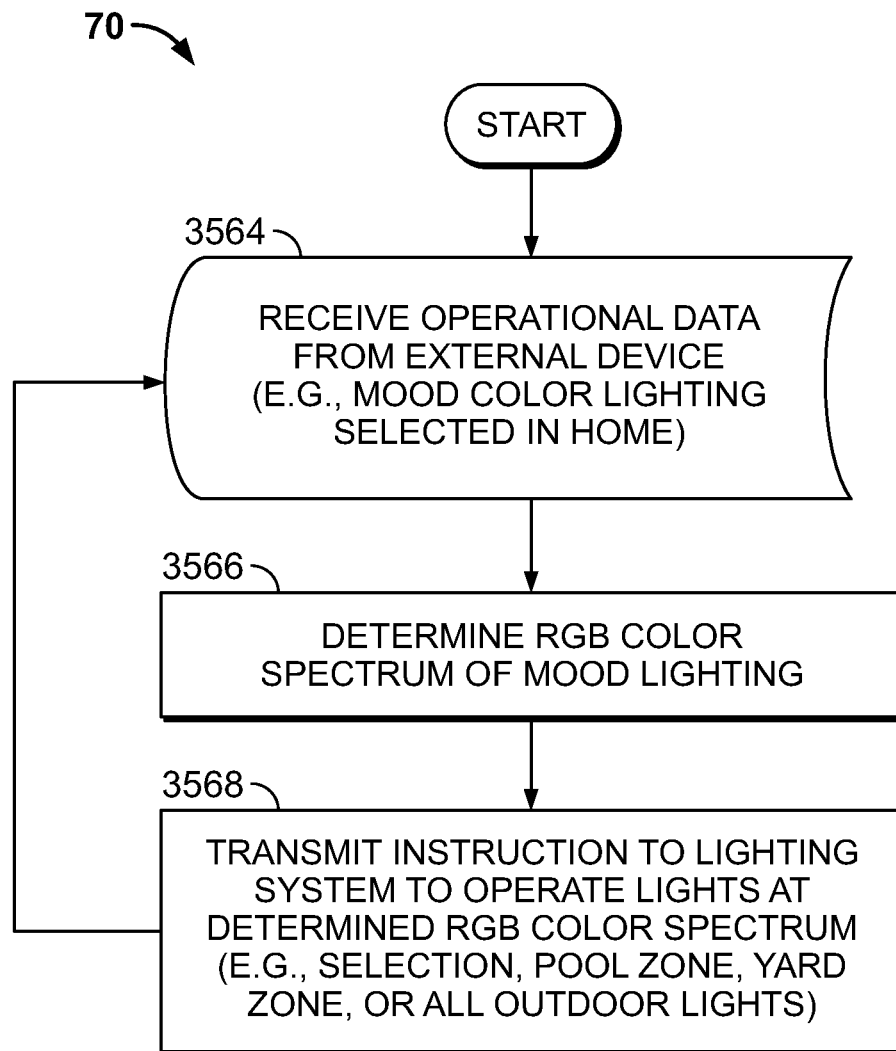 70
START
3564
RECEIVE OPERATIONAL DATA
FROM EXTERNAL DEVICE
(E.G., MOOD COLOR LIGHTING
SELECTED IN HOME)
3566
DETERMINE RGB COLOR
SPECTRUM OF MOOD LIGHTING
3568
TRANSMIT INSTRUCTION TO LIGHTING
SYSTEM TO OPERATE LIGHTS AT
DETERMINED RGB COLOR SPECTRUM
(E.G., SELECTION, POOL ZONE, YARD
ZONE, OR ALL OUTDOOR LIGHTS)